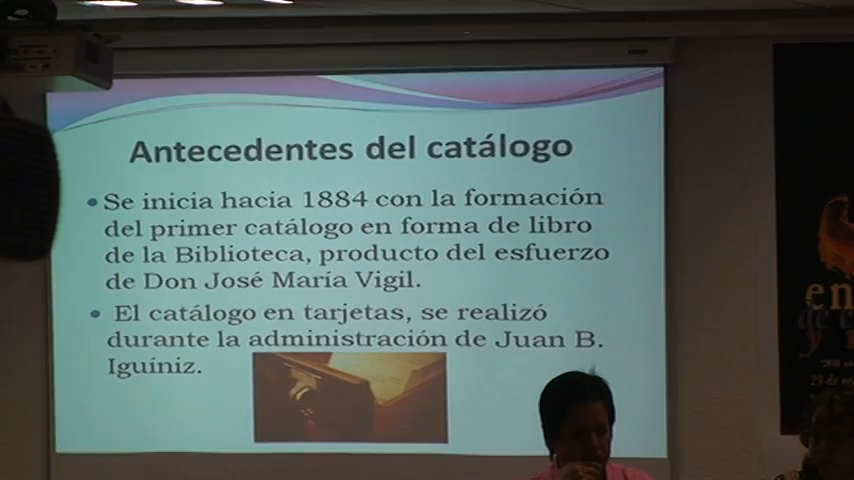 Antecedentes del catálogo
Se inicia hacia 1884 con la formación
del primer catálogo en forma de libro
de la Biblioteca, producto del esfuerzo
de Don José María Vigil.
El catálogo en tarjetas, se realizó
durante la administración de Juan B.
Iguíniz.
en
y